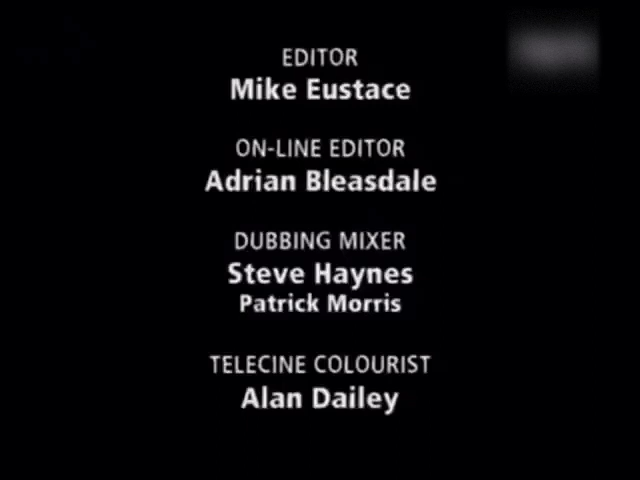 EDITOR
Mike Eustace
ON-LINE EDITOR
Adrian Bleasdale
DUBBING MIXER
Steve Haynes
Patrick Morris
TELECINE COLOURIST
Alan Dailey